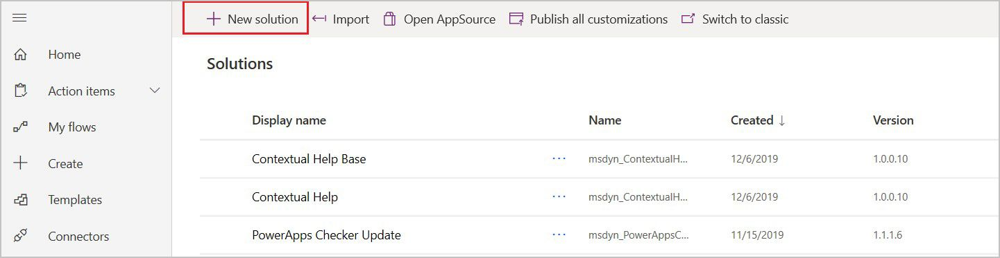 New solution Import Open AppSource Publish all customizations Switch to classic
Home
Action items
My flows
Create
Templates
Connectors
Solutions
Display name Name Created ↓ Version
Contextual Help Base ... msdyn_ContextualH... 12/6/2019 1.0.0.10
Contextual Help ... msdyn_ContextualH... 12/6/2019 1.0.0.10
PowerApps Checker Update ... msdyn_PowerAppsC... 11/15/2019 1.1.1.6